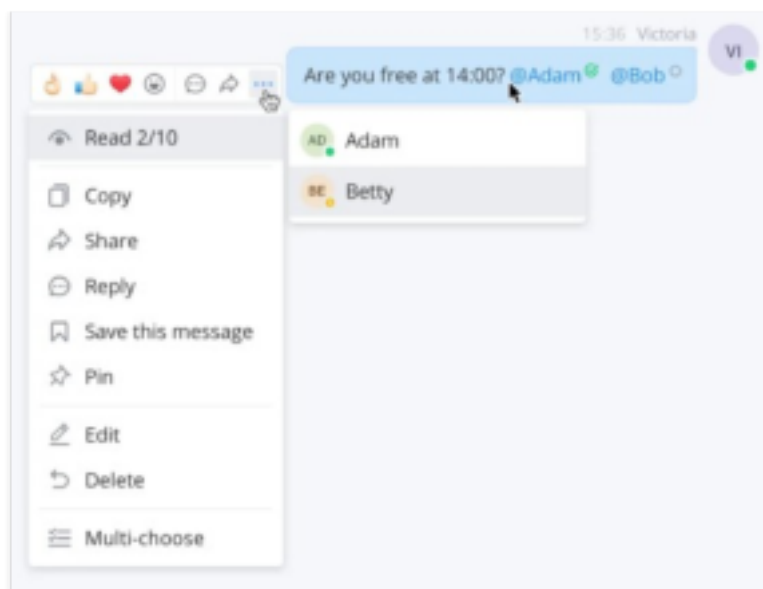 15:36 Victoria
VI
Are you free at 14:00? @Adam @Bob
Read 2/10
AD Adam
BE Betty
Copy
Share
Reply
Save this message
Pin
Edit
Delete
Multi-choose